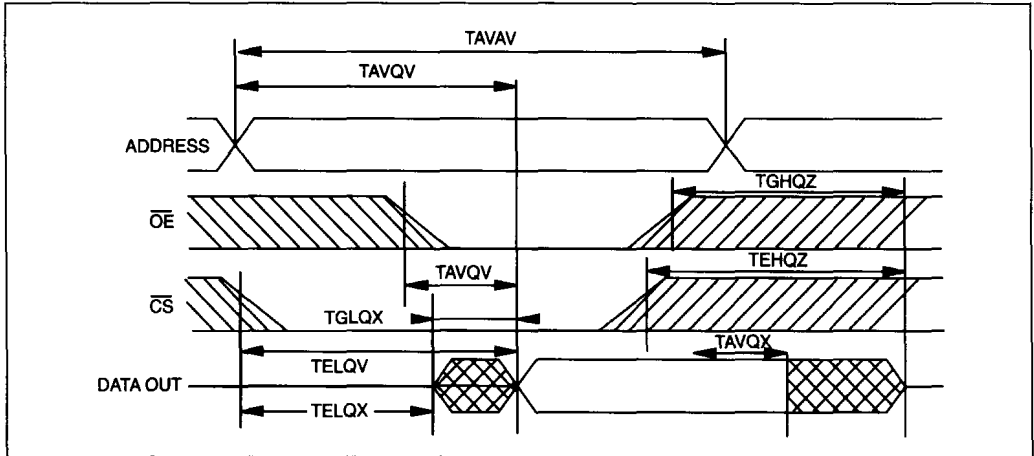 TAVAV
TAVQV
ADDRESS
TGHQZ
OE
TEHQZ
TAVQV
CS
TGLQX
TAVQX
TELQV
DATA OUT
TELQX